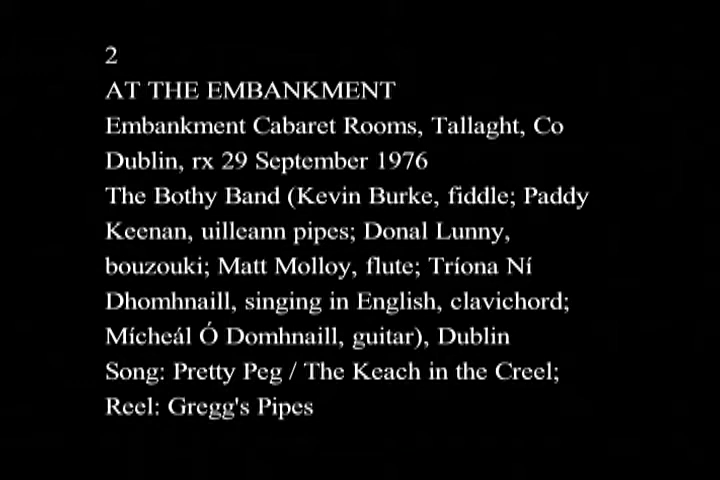 2
AT THE EMBANKMENT
Embankment Cabaret Rooms, Tallaght, Co
Dublin, rx 29 September 1976
The Bothy Band (Kevin Burke, fiddle; Paddy
Keenan, uilleann pipes; Donal Lunny,
bouzouki; Matt Molloy, flute; Tríona Ní
Dhomhnaill, singing in English, clavichord;
Mícheál Ó Domhnaill, guitar), Dublin
Song: Pretty Peg / The Keach in the Creel;
Reel: Gregg's Pipes